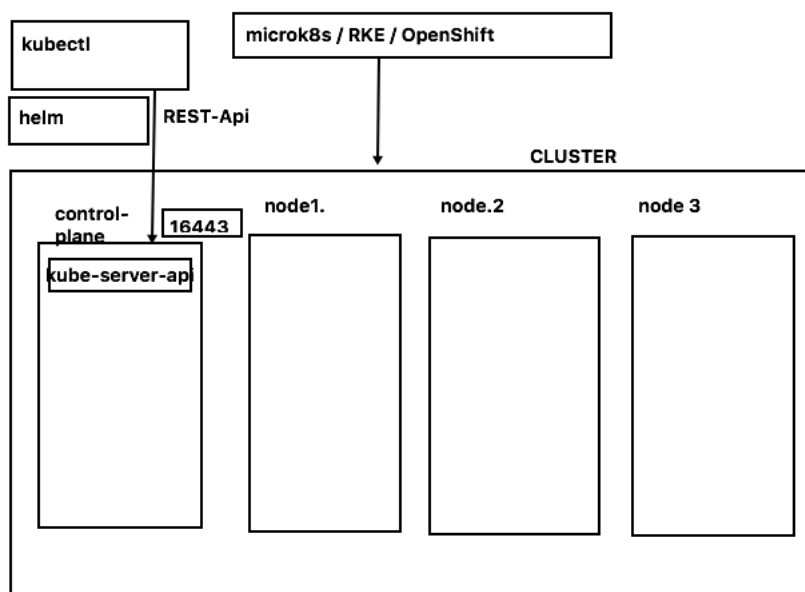 kubectl
microk8s / RKE / OpenShift
helm
REST-Api
CLUSTER
control-
plane
16443
node1.
node.2
node 3
kube-server-api